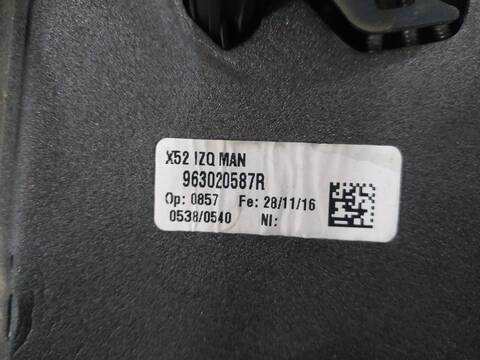 X52 IZQ MAN
963020587R
Op: 0857 Fe: 28/11/16
0538/0540 NI: